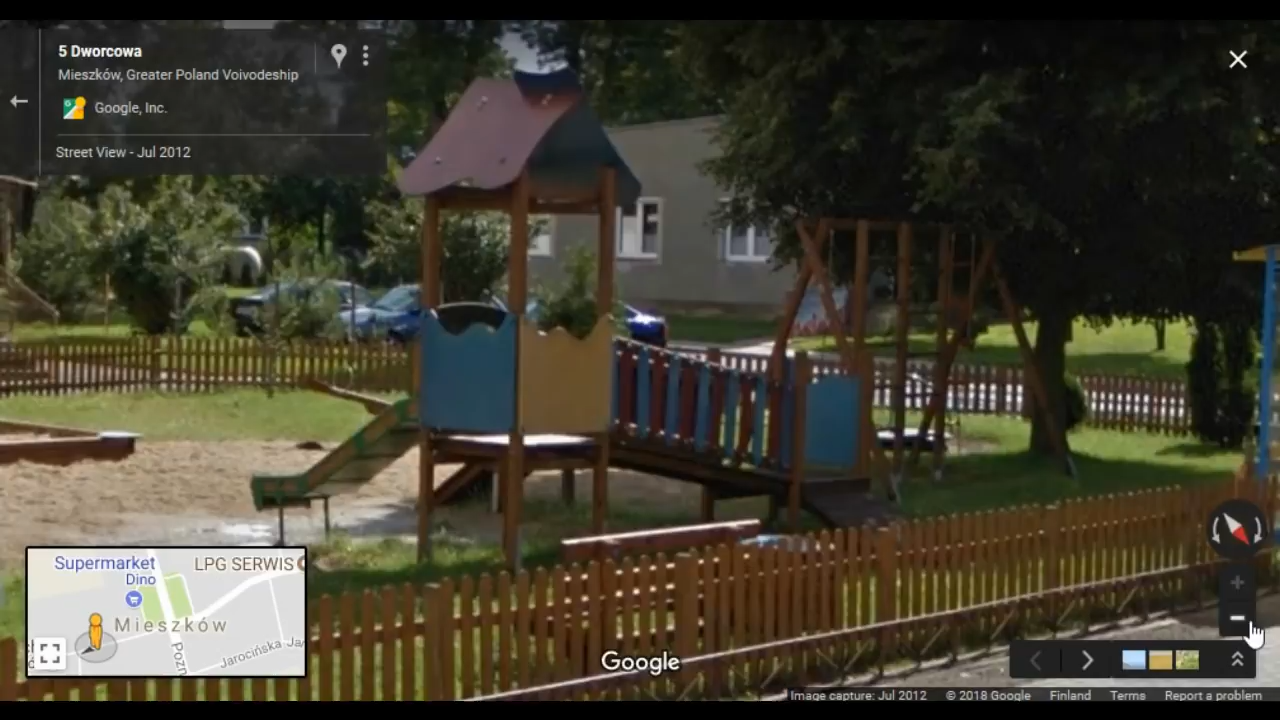 5 Dworcowa
Mieszków, Greater Poland Voivodeship
Google, Inc.
Street View - Jul 2012
Supermarket
Dino
LPG SERWIS
Mieszków
Jarocińska
Google
Image capture: Jul 2012 © 2018 Google Finland Terms Report a problem